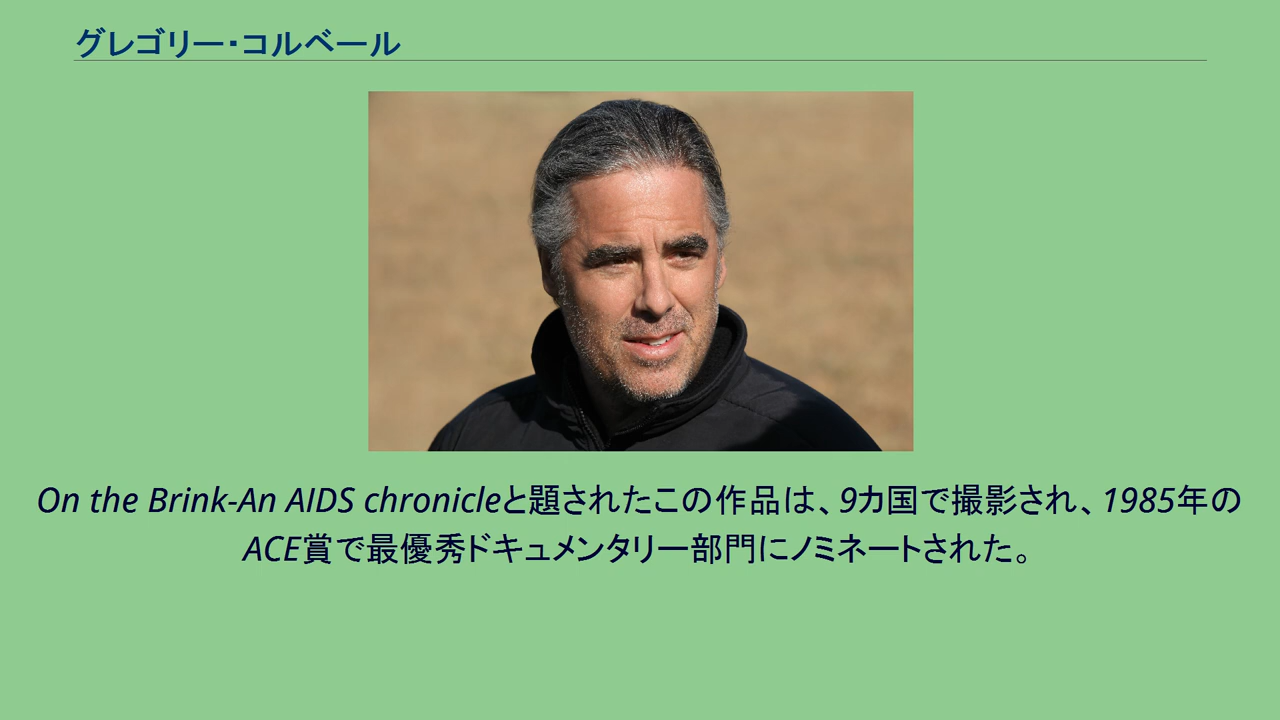 グレゴリー・コルベール
On the Brink-An AIDS chronicleと題されたこの作品は、9カ国で撮影され、1985年の
ACE賞で最優秀ドキュメンタリー部門にノミネートされた。